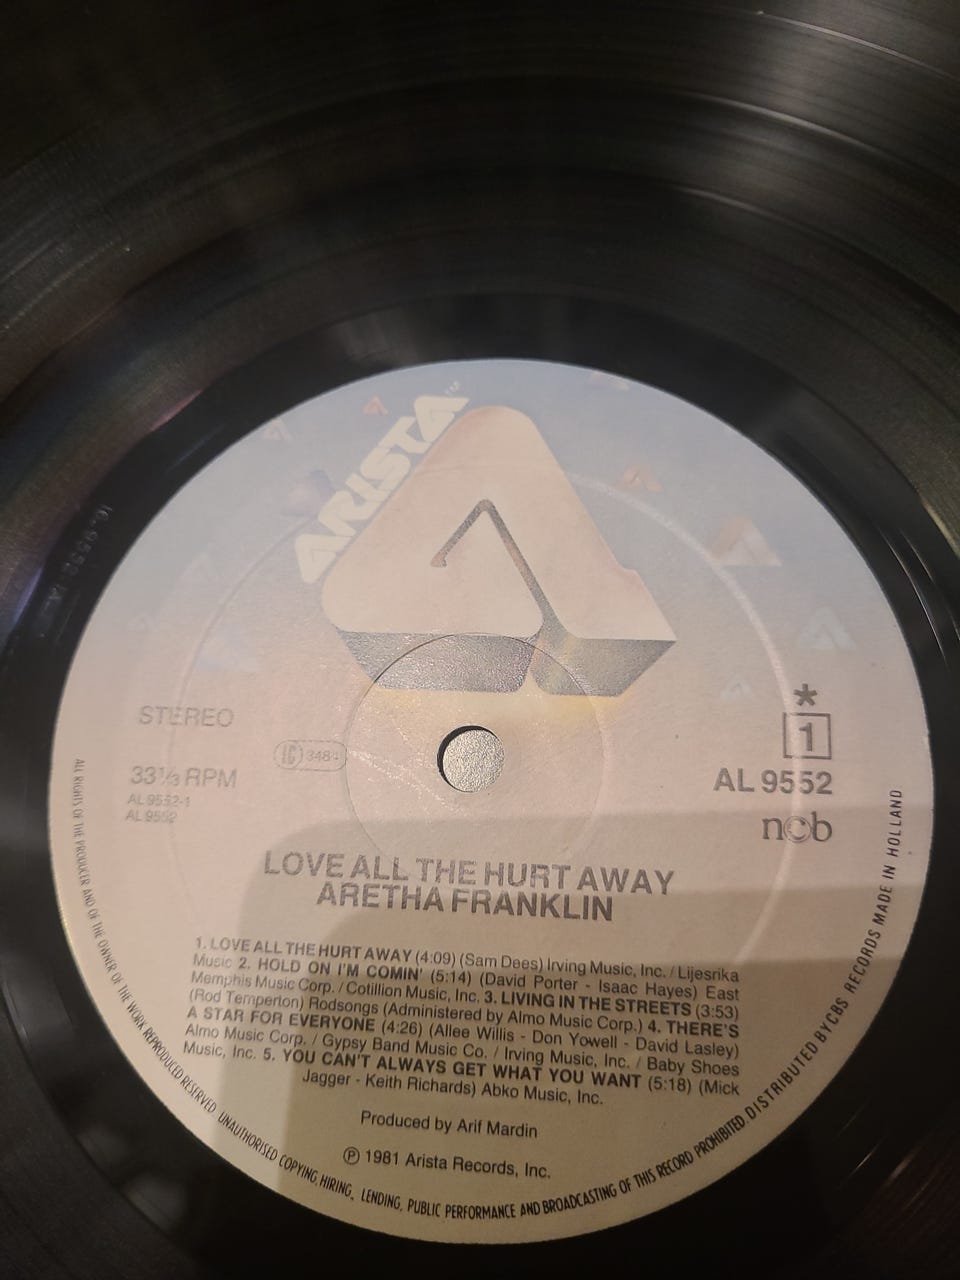 ARISTA
STEREO
LC 3484
33⅓ RPM
AL 9552-1
AL 9552
*
1
AL 9552
ncb
LOVE ALL THE HURT AWAY
ARETHA FRANKLIN
1. LOVE ALL THE HURT AWAY (4:09) (Sam Dees) Irving Music, Inc. / Lijesrika
Music 2. HOLD ON I'M COMIN' (5:14) (David Porter - Isaac Hayes) East
Memphis Music Corp. / Cotillion Music, Inc. 3. LIVING IN THE STREETS (3:53)
(Rod Temperton) Rodsongs (Administered by Almo Music Corp.) 4. THERE'S
A STAR FOR EVERYONE (4:26) (Allee Willis - Don Yowell - David Lasley)
Almo Music Corp. / Gypsy Band Music Co. / Irving Music, Inc. / Baby Shoes
Music, Inc. 5. YOU CAN'T ALWAYS GET WHAT YOU WANT (5:18) (Mick
Jagger - Keith Richards) Abko Music, Inc.
Produced by Arif Mardin
℗ 1981 Arista Records, Inc.
ALL RIGHTS OF THE PRODUCER AND OF THE OWNER OF THE WORK REPRODUCED RESERVED. UNAUTHORISED COPYING, HIRING, LENDING, PUBLIC PERFORMANCE AND BROADCASTING OF THIS RECORD PROHIBITED. DISTRIBUTED BY CBS RECORDS MADE IN HOLLAND